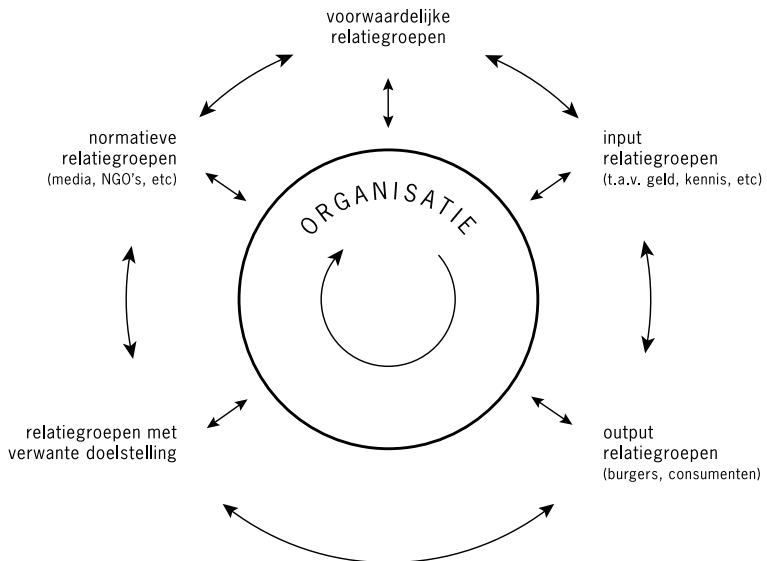 voorwaardelijke
relatiegroepen
normatieve
relatiegroepen
(media, NGO's, etc)
input
relatiegroepen
(t.a.v. geld, kennis, etc)
ORGANISATIE
relatiegroepen met
verwante doelstelling
output
relatiegroepen
(burgers, consumenten)